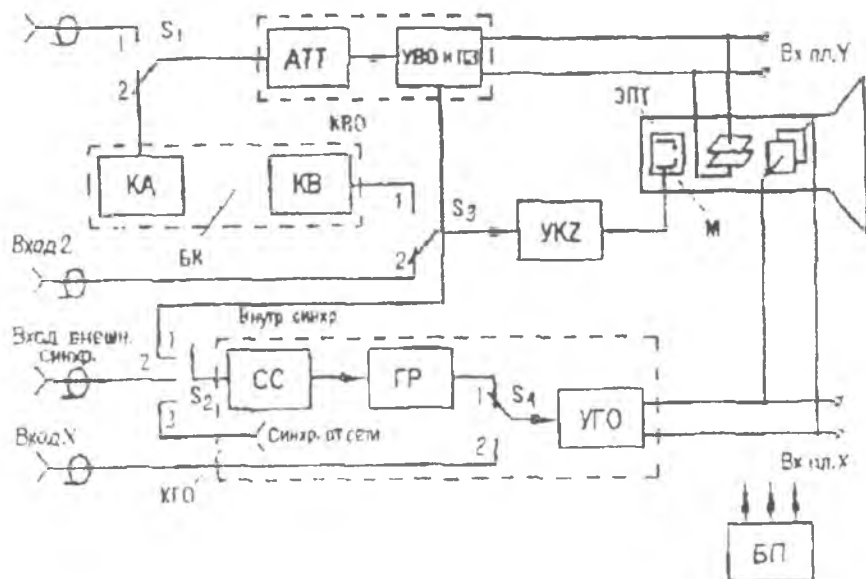 1
S₁
2
АТТ
УВО и ПЗ
Вх пл.Y
ЭПТ
КВО
КА
КВ
1
S₃
УКZ
М
БК
2
Вход 2
Внутр синхр
1
Вход внешн.
синхр.
2
S₂
СС
ГР
1
S₄
УГО
3
Синхр. от сети
2
Вход X
КГО
Вх пл.X
БП